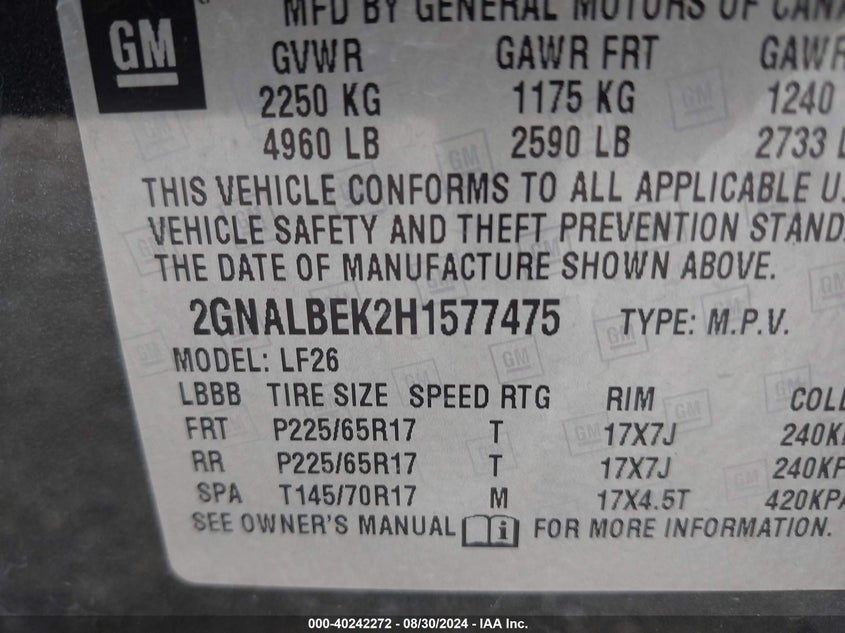 MFD BY GENERAL MOTORS OF CANA
GM
GVWR GAWR FRT GAWR
2250 KG 1175 KG 1240
4960 LB 2590 LB 2733 L
THIS VEHICLE CONFORMS TO ALL APPLICABLE U.
VEHICLE SAFETY AND THEFT PREVENTION STAND
THE DATE OF MANUFACTURE SHOWN ABOVE.
2GNALBEK2H1577475 TYPE: M.P.V.
MODEL: LF26
LBBB TIRE SIZE SPEED RTG RIM COLL
FRT P225/65R17 T 17X7J 240KP
RR P225/65R17 T 17X7J 240KP
SPA T145/70R17 M 17X4.5T 420KPA
SEE OWNER'S MANUAL i FOR MORE INFORMATION.
000-40242272 - 08/30/2024 - IAA Inc.